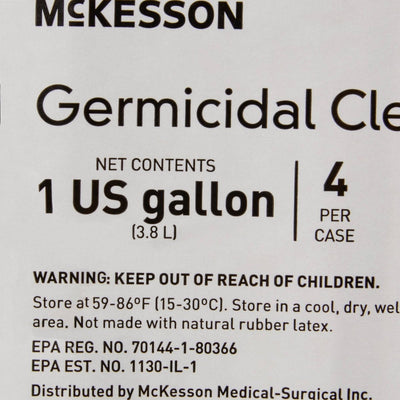 McKESSON
Germicidal Cle
NET CONTENTS
1 US gallon
(3.8 L)
4
PER
CASE
WARNING: KEEP OUT OF REACH OF CHILDREN.
Store at 59-86ºF (15-30ºC). Store in a cool, dry, wel
area. Not made with natural rubber latex.
EPA REG. NO. 70144-1-80366
EPA EST. NO. 1130-IL-1
Distributed by McKesson Medical-Surgical Inc.